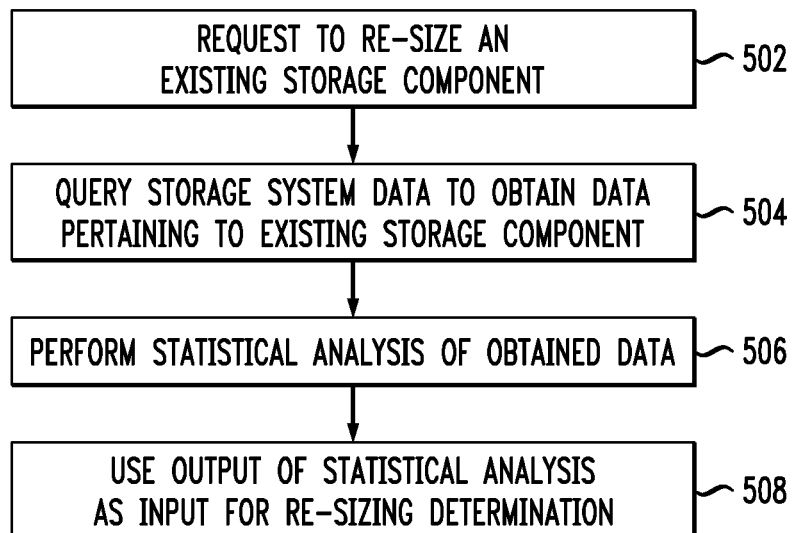 REQUEST TO RE-SIZE AN
EXISTING STORAGE COMPONENT
502
QUERY STORAGE SYSTEM DATA TO OBTAIN DATA
PERTAINING TO EXISTING STORAGE COMPONENT
504
PERFORM STATISTICAL ANALYSIS OF OBTAINED DATA
506
USE OUTPUT OF STATISTICAL ANALYSIS
AS INPUT FOR RE-SIZING DETERMINATION
508